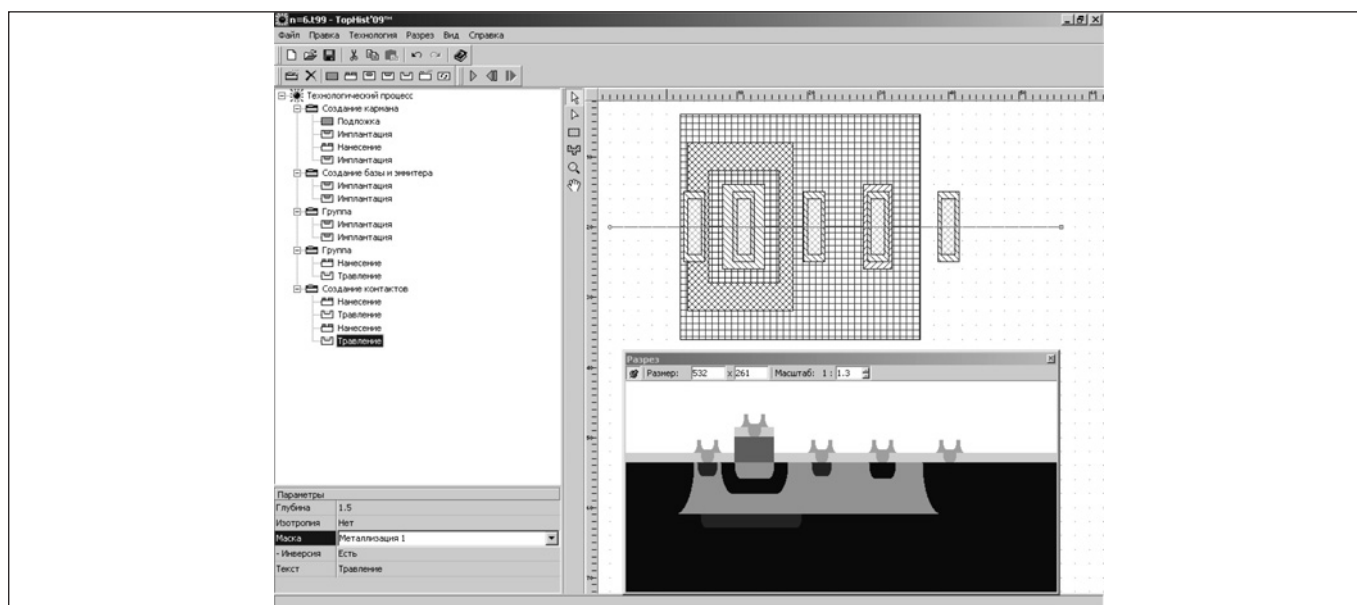 n=6.t99 - TopHist'09™
Файл Правка Технология Разрез Вид Справка
Технологический процесс
Создание кармана
Подложка
Имплантация
Нанесение
Имплантация
Создание базы и эмитера
Имплантация
Имплантация
Группа
Имплантация
Имплантация
Группа
Нанесение
Травление
Создание контактов
Нанесение
Травление
Нанесение
Травление
Разрез
Размер: 532 x 261 Масштаб: 1 : 1.3
Параметры
Глубина 1.5
Изотропия Нет
Маска Металлизация 1
- Инверсия Есть
Текст Травление